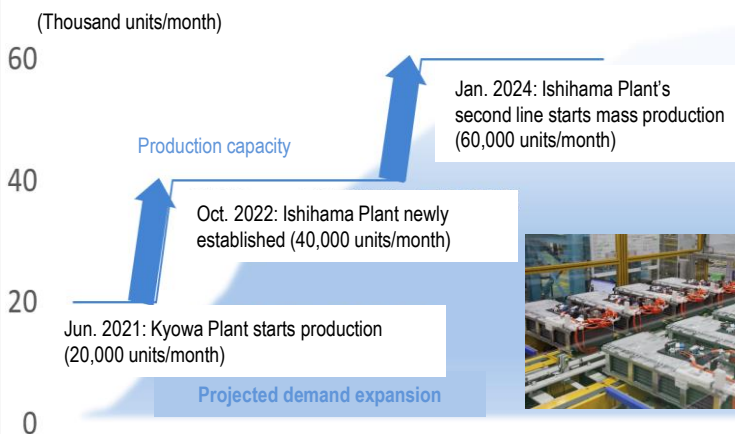 (Thousand units/month)
60
Jan. 2024: Ishihama Plant's
second line starts mass production
(60,000 units/month)
Production capacity
40
Oct. 2022: Ishihama Plant newly
established (40,000 units/month)
20
Jun. 2021: Kyowa Plant starts production
(20,000 units/month)
Projected demand expansion
0